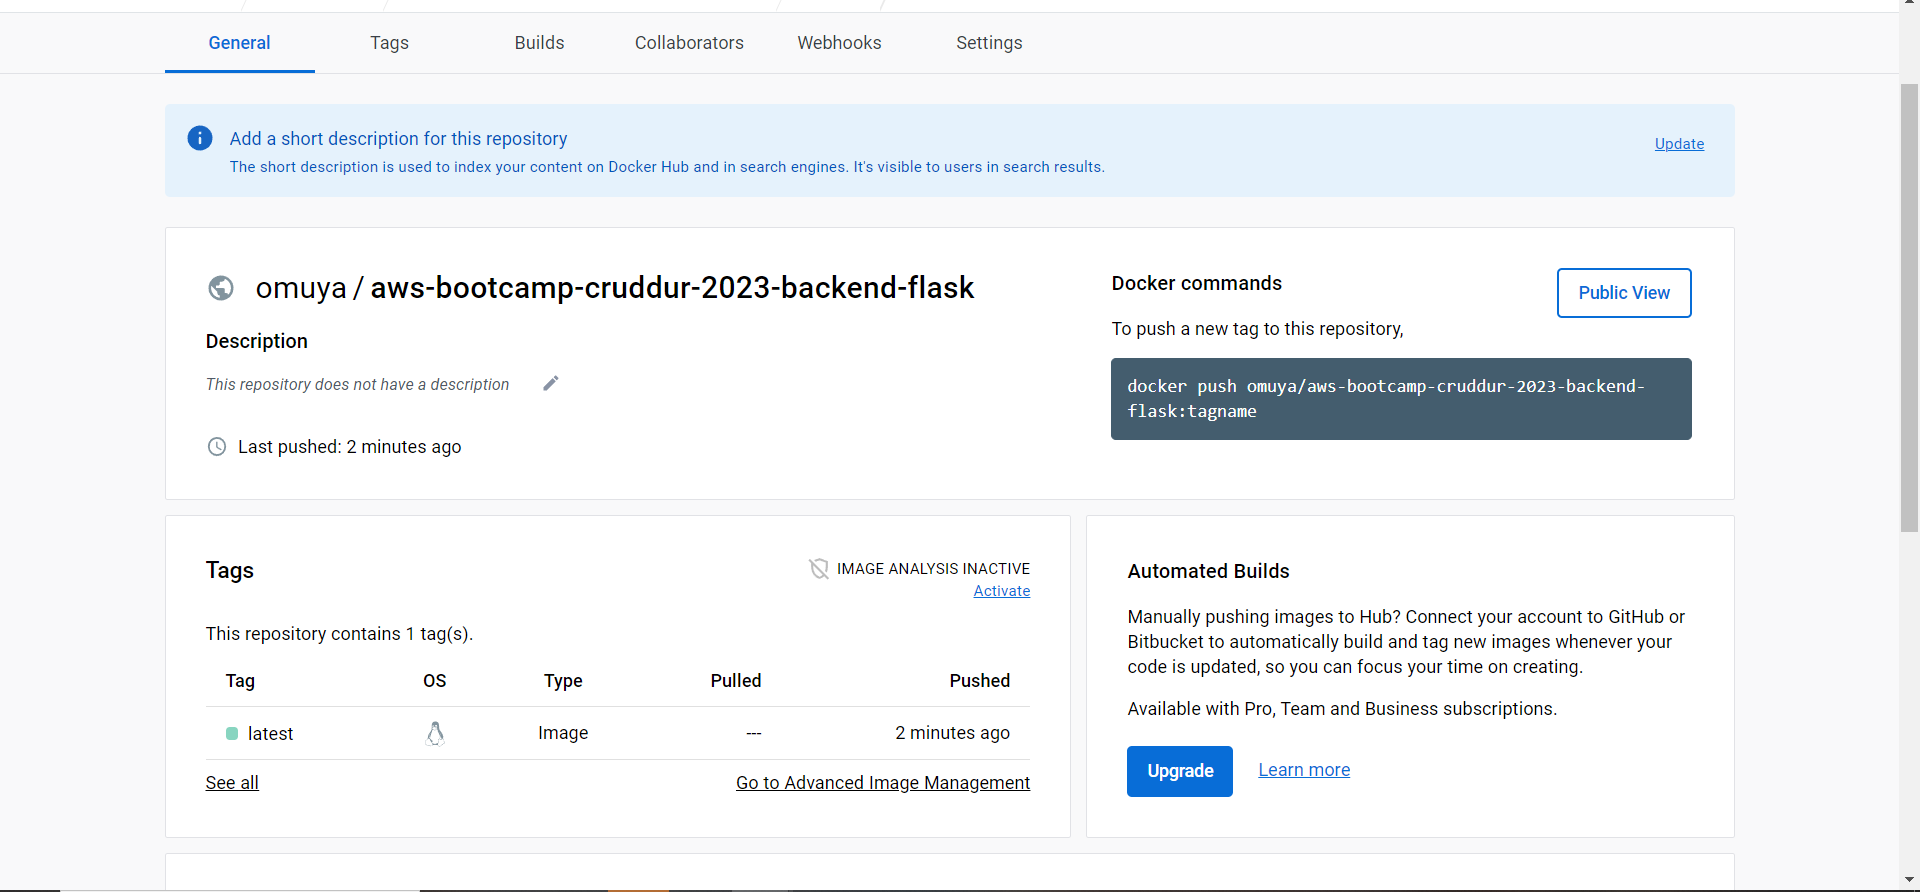 General Tags Builds Collaborators Webhooks Settings
Add a short description for this repository
Update
The short description is used to index your content on Docker Hub and in search engines. It's visible to users in search results.
omuya / aws-bootcamp-cruddur-2023-backend-flask
Description
This repository does not have a description
Last pushed: 2 minutes ago
Docker commands
Public View
To push a new tag to this repository,
docker push omuya/aws-bootcamp-cruddur-2023-backend-
flask:tagname
Tags
IMAGE ANALYSIS INACTIVE
Activate
This repository contains 1 tag(s).
Tag OS Type Pulled Pushed
latest Image --- 2 minutes ago
See all
Go to Advanced Image Management
Automated Builds
Manually pushing images to Hub? Connect your account to GitHub or
Bitbucket to automatically build and tag new images whenever your
code is updated, so you can focus your time on creating.
Available with Pro, Team and Business subscriptions.
Upgrade
Learn more